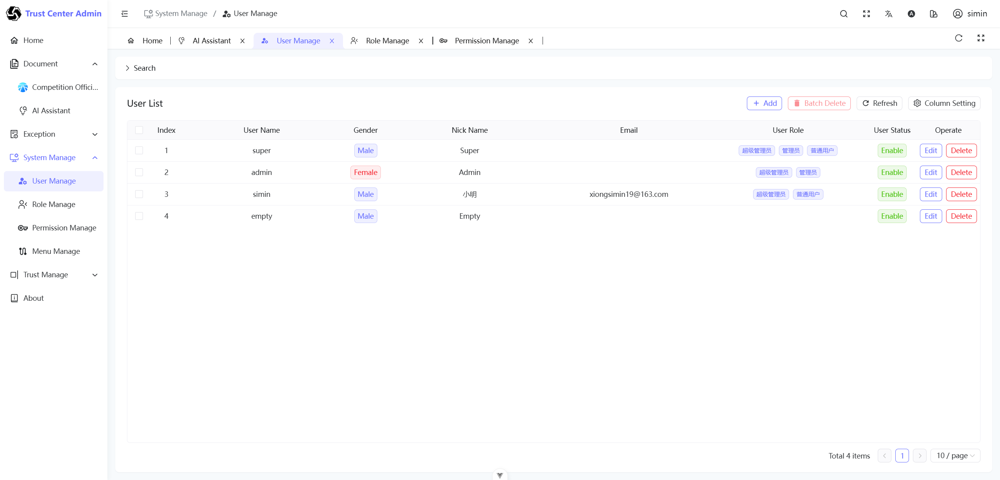 Trust Center Admin
System Manage / User Manage
simin
Home
AI Assistant
User Manage
Role Manage
Permission Manage
Home
Document
Competition Offici...
AI Assistant
Exception
System Manage
User Manage
Role Manage
Permission Manage
Menu Manage
Trust Manage
About
Search
User List
Add
Batch Delete
Refresh
Column Setting
Index User Name Gender Nick Name Email User Role User Status Operate
1 super Male Super 超级管理员 管理员 普通用户 Enable Edit Delete
2 admin Female Admin 超级管理员 管理员 Enable Edit Delete
3 simin Male 小明 xiongsimin19@163.com 超级管理员 普通用户 Enable Edit Delete
4 empty Male Empty Enable Edit Delete
Total 4 items 1 10 / page